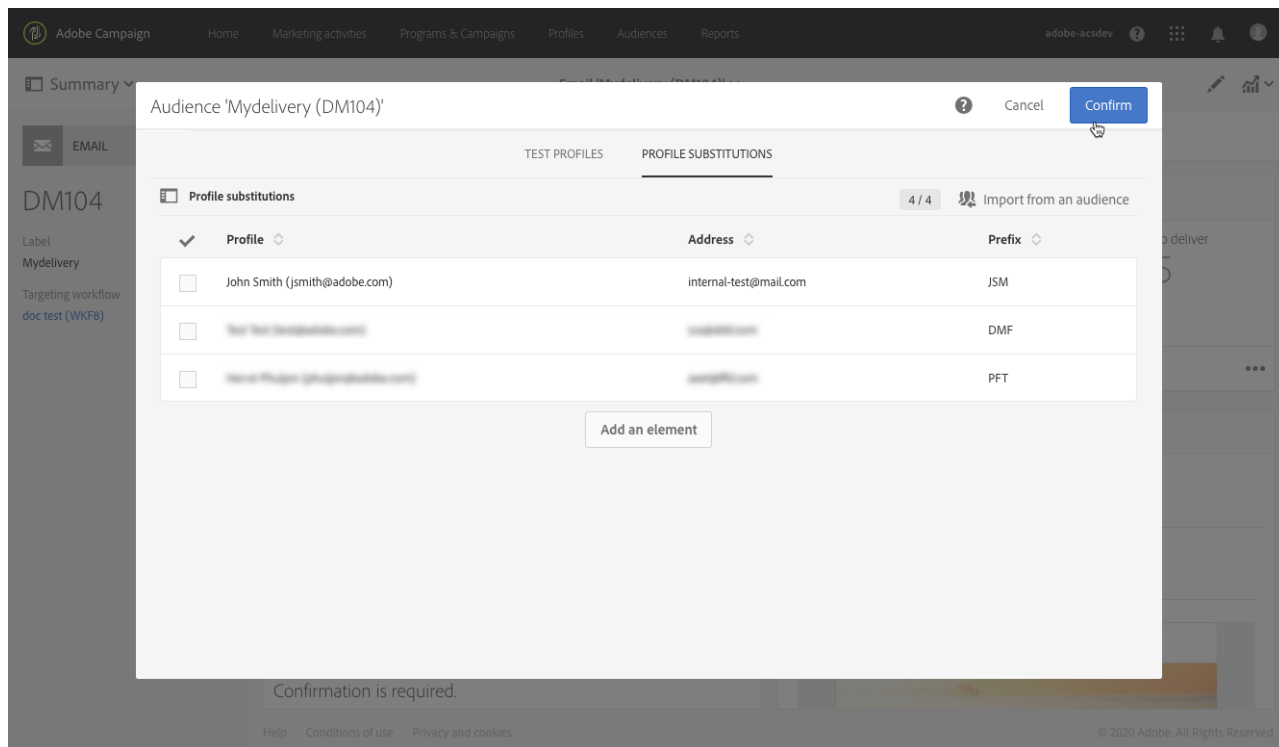 Adobe Campaign Home Marketing activities Programs & Campaigns Profiles Audiences Reports adobe-acsdev
Summary
Audience 'Mydelivery (DM104)' Cancel Confirm
EMAIL
TEST PROFILES PROFILE SUBSTITUTIONS
DM104
Profile substitutions 4 / 4 Import from an audience
Label
Mydelivery
Profile Address Prefix
deliver
Targeting workflow
doc test (WKF8)
John Smith (jsmith@adobe.com) internal-test@mail.com JSM
DMF
PFT
Add an element
Confirmation is required.
Help Conditions of use Privacy and cookies © 2020 Adobe. All Rights Reserved.